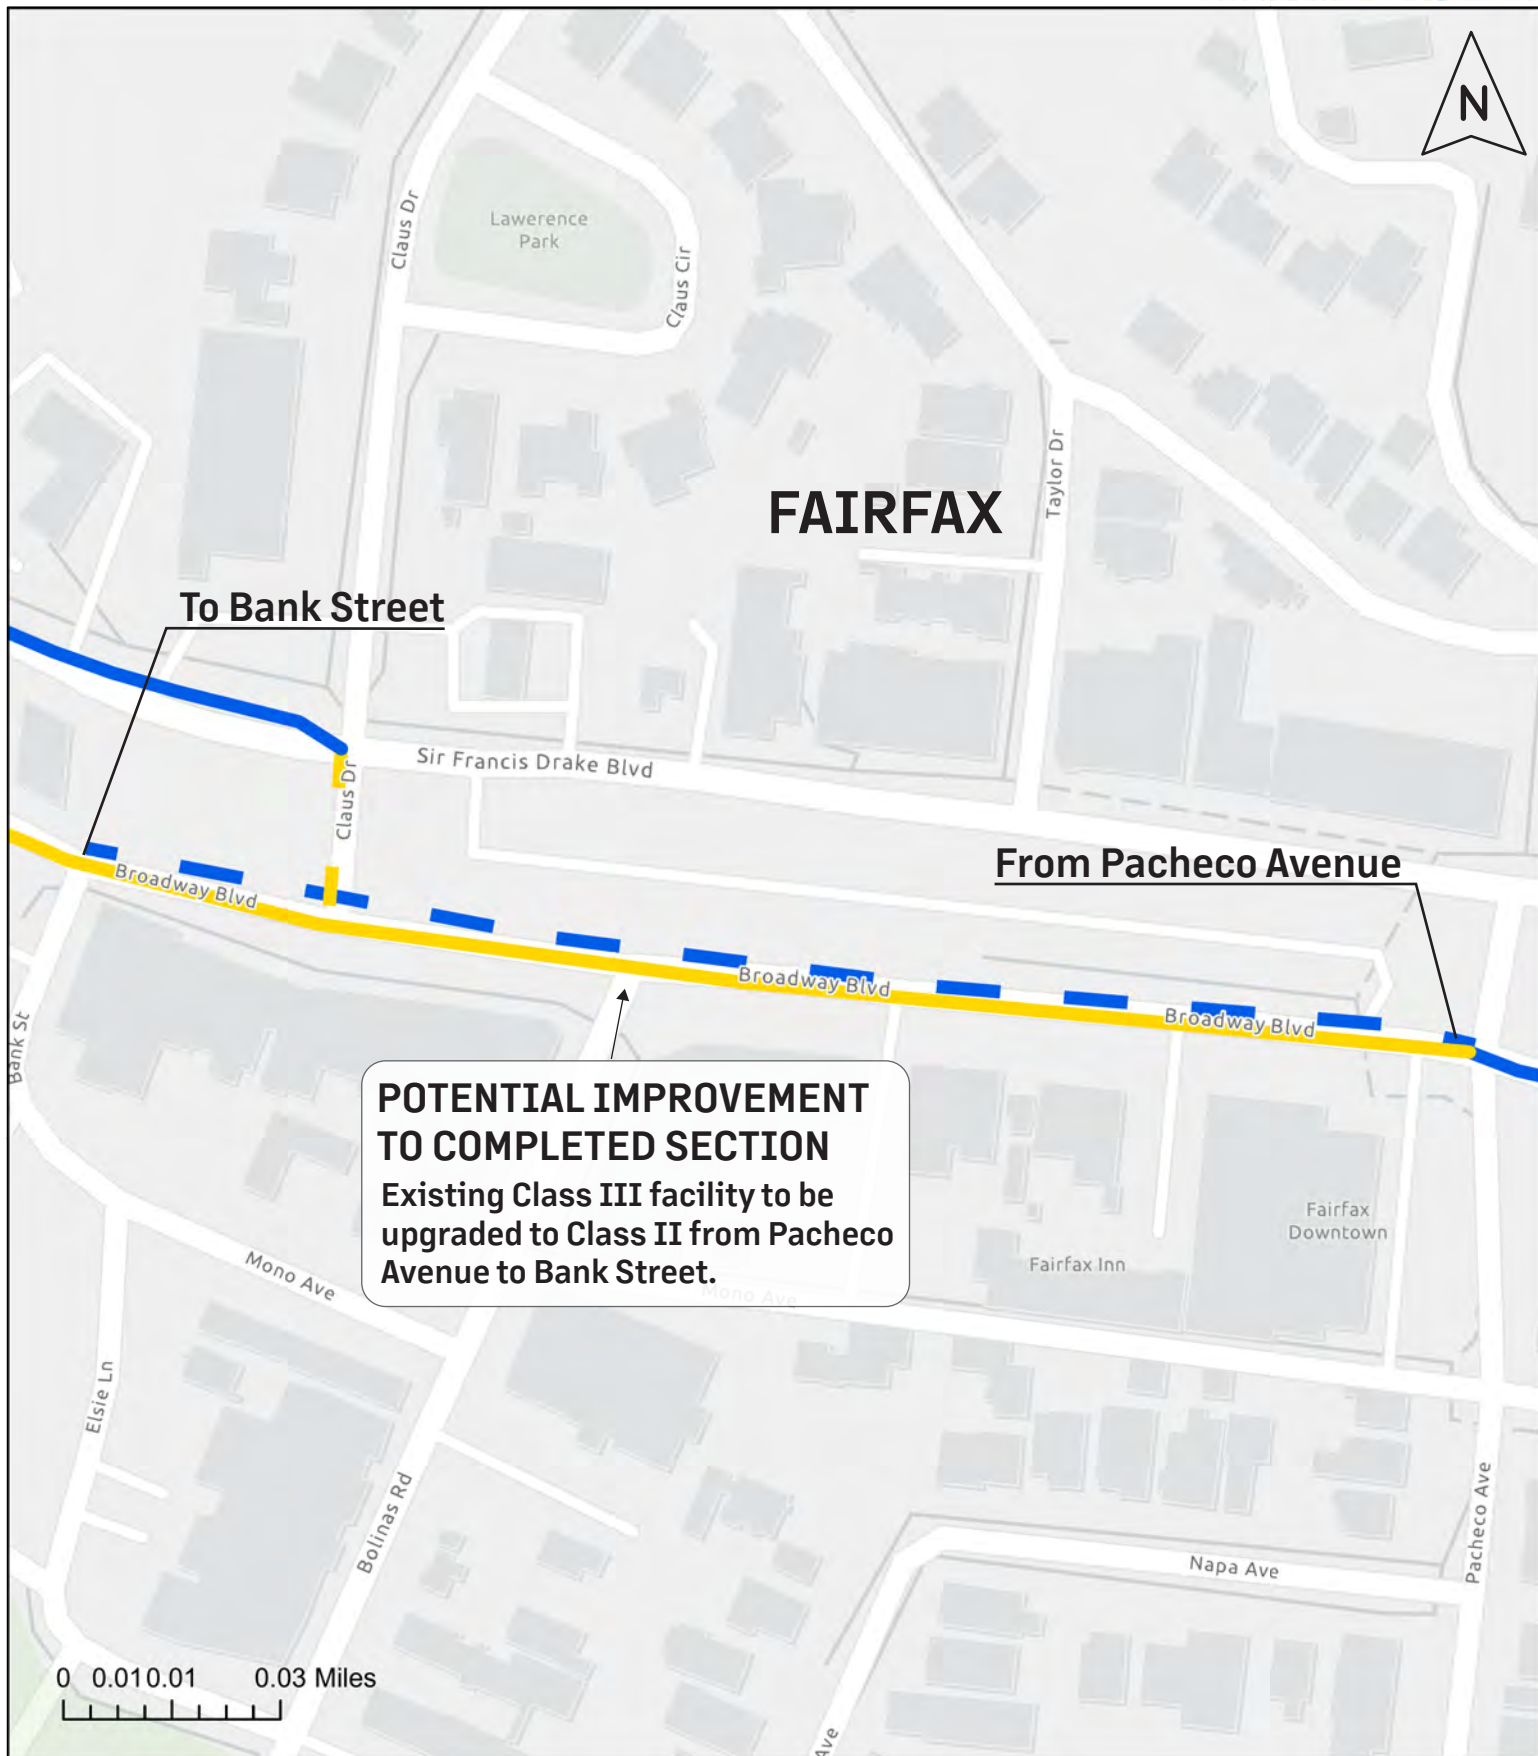 N
Lawerence
Park
Claus Dr
Claus Cir
Taylor Dr
FAIRFAX
To Bank Street
Sir Francis Drake Blvd
Claus Dr
From Pacheco Avenue
Broadway Blvd
Broadway Blvd
Broadway Blvd
Bank St
POTENTIAL IMPROVEMENT
TO COMPLETED SECTION
Existing Class III facility to be
upgraded to Class II from Pacheco
Avenue to Bank Street.
Fairfax
Downtown
Fairfax Inn
Mono Ave
Mono Ave
Elsie Ln
Bolinas Rd
Napa Ave
Pacheco Ave
0 0.01 0.01 0.03 Miles
Ave